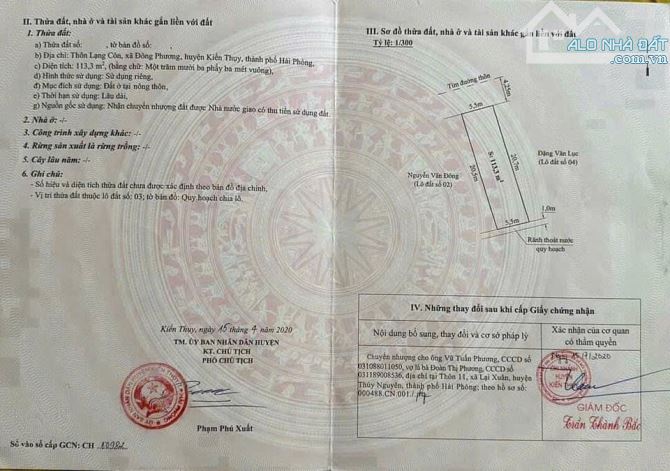 II. Thửa đất, nhà ở và tài sản khác gắn liền với đất
1. Thửa đất:
a) Thửa đất số: , tờ bản đồ số:
b) Địa chỉ: Thôn Lạng Côn, xã Đông Phương, huyện Kiến Thụy, thành phố Hải Phòng,
c) Diện tích: 113,3 m², (bằng chữ: Một trăm mười ba phẩy ba mét vuông),
d) Hình thức sử dụng: Sử dụng riêng,
đ) Mục đích sử dụng: Đất ở tại nông thôn,
e) Thời hạn sử dụng: Lâu dài,
g) Nguồn gốc sử dụng: Nhận chuyển nhượng đất được Nhà nước giao có thu tiền sử dụng đất.
2. Nhà ở: -/-
3. Công trình xây dựng khác: -/-
4. Rừng sản xuất là rừng trồng: -/-
5. Cây lâu năm: -/-
6. Ghi chú:
- Số hiệu và diện tích thửa đất chưa được xác định theo bản đồ địa chính.
- Vị trí thửa đất thuộc lô đất số: 03; tờ bản đồ: Quy hoạch chia lô.
Kiến Thụy, ngày 15 tháng 4 năm 2020
TM. ỦY BAN NHÂN DÂN HUYỆN
KT. CHỦ TỊCH
PHÓ CHỦ TỊCH
Phạm Phú Xuất
Số vào sổ cấp GCN: CH
III. Sơ đồ thửa đất, nhà ở và tài sản khác gắn liền với đất
Tỷ lệ: 1/300
ALO NHÀ ĐẤT
.com.vn
Tim đường thôn
4,25m
5,5m
20,5m
S: 113,3 m²
20,7m
Đặng Văn Lục
(Lô đất số 04)
Nguyễn Văn Đông
(Lô đất số 02)
1,0m
5,5m
Rãnh thoát nước
quy hoạch
IV. Những thay đổi sau khi cấp Giấy chứng nhận
Nội dung bổ sung, thay đổi và cơ sở pháp lý
Xác nhận của cơ quan
có thẩm quyền
Chuyển nhượng cho ông Vũ Tuấn Phương, CCCD số
031088011050, vợ là bà Đoàn Thị Phương, CCCD số
031189008536, địa chỉ tại Thôn 11, xã Lại Xuân, huyện
Thủy Nguyên, thành phố Hải Phòng; theo hồ sơ số:
000488.CN.001./.
GIÁM ĐỐC
Trần Thành Bắc